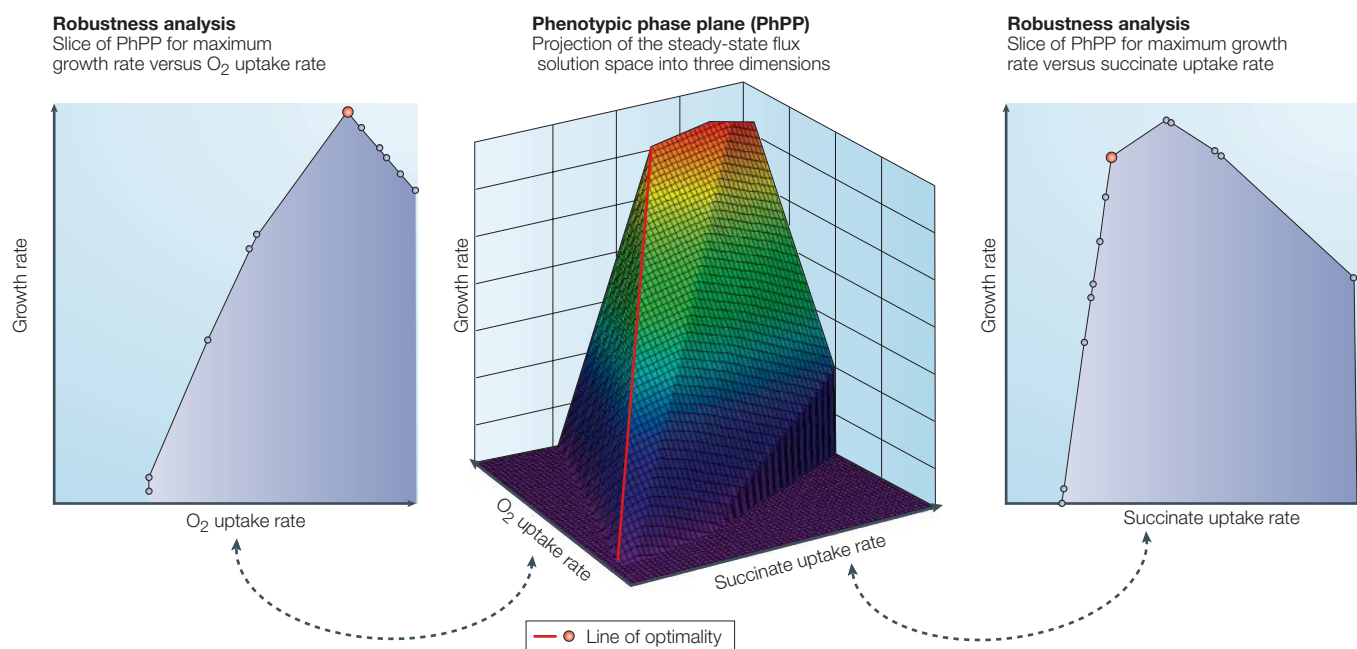 Robustness analysis
Slice of PhPP for maximum
growth rate versus O2 uptake rate
Growth rate
O2 uptake rate
Phenotypic phase plane (PhPP)
Projection of the steady-state flux
solution space into three dimensions
Growth rate
O2 uptake rate
Succinate uptake rate
Robustness analysis
Slice of PhPP for maximum growth
rate versus succinate uptake rate
Growth rate
Succinate uptake rate
Line of optimality